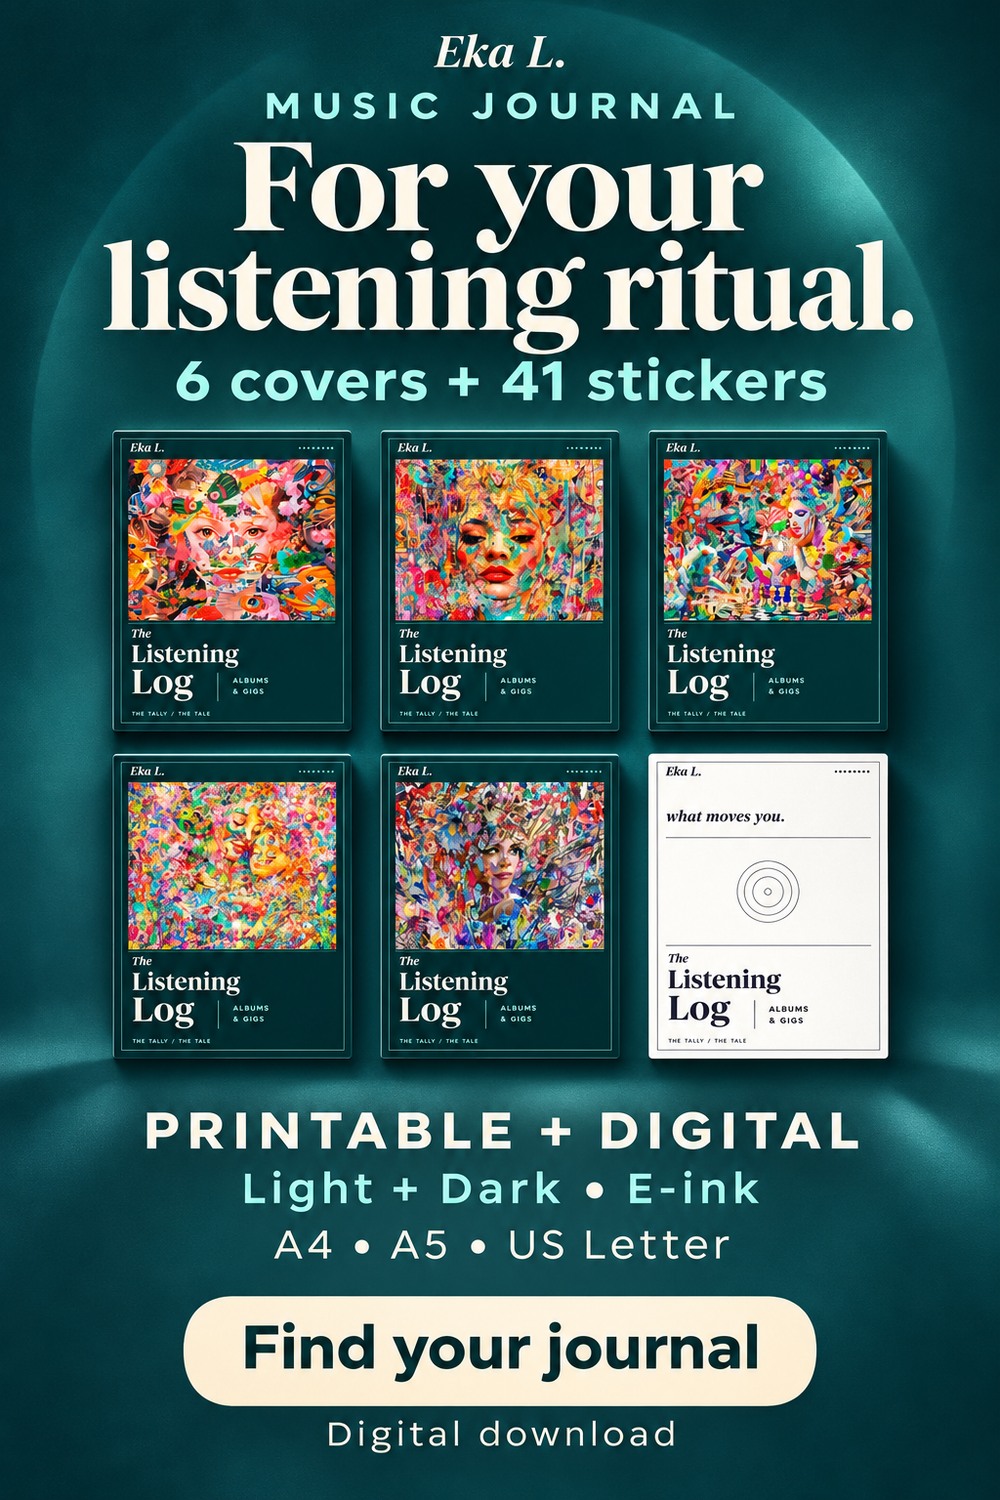 Eka L.
MUSIC JOURNAL
For your
listening ritual.
6 covers + 41 stickers
Eka L.
The
Listening
Log
ALBUMS
& GIGS
THE TALLY / THE TALE
Eka L.
The
Listening
Log
ALBUMS
& GIGS
THE TALLY / THE TALE
Eka L.
The
Listening
Log
ALBUMS
& GIGS
THE TALLY / THE TALE
Eka L.
The
Listening
Log
ALBUMS
& GIGS
THE TALLY / THE TALE
Eka L.
The
Listening
Log
ALBUMS
& GIGS
THE TALLY / THE TALE
Eka L.
what moves you.
The
Listening
Log
ALBUMS
& GIGS
THE TALLY / THE TALE
PRINTABLE + DIGITAL
Light + Dark • E-ink
A4 • A5 • US Letter
Find your journal
Digital download